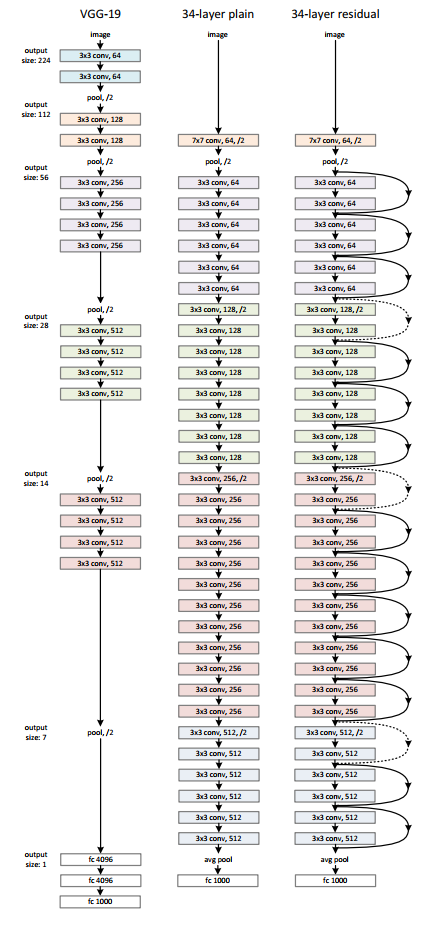 output
size: 224
output
size: 112
output
size: 56
output
size: 28
output
size: 14
output
size: 7
output
size: 1
VGG-19
image
3x3 conv, 64
3x3 conv, 64
pool, /2
3x3 conv, 128
3x3 conv, 128
pool, /2
3x3 conv, 256
3x3 conv, 256
3x3 conv, 256
3x3 conv, 256
pool, /2
3x3 conv, 512
3x3 conv, 512
3x3 conv, 512
3x3 conv, 512
pool, /2
3x3 conv, 512
3x3 conv, 512
3x3 conv, 512
3x3 conv, 512
pool, /2
fc 4096
fc 4096
fc 1000
34-layer plain
image
7x7 conv, 64, /2
pool, /2
3x3 conv, 64
3x3 conv, 64
3x3 conv, 64
3x3 conv, 64
3x3 conv, 64
3x3 conv, 64
3x3 conv, 128, /2
3x3 conv, 128
3x3 conv, 128
3x3 conv, 128
3x3 conv, 128
3x3 conv, 128
3x3 conv, 128
3x3 conv, 128
3x3 conv, 256, /2
3x3 conv, 256
3x3 conv, 256
3x3 conv, 256
3x3 conv, 256
3x3 conv, 256
3x3 conv, 256
3x3 conv, 256
3x3 conv, 256
3x3 conv, 256
3x3 conv, 256
3x3 conv, 256
3x3 conv, 512, /2
3x3 conv, 512
3x3 conv, 512
3x3 conv, 512
3x3 conv, 512
3x3 conv, 512
avg pool
fc 1000
34-layer residual
image
7x7 conv, 64, /2
pool, /2
3x3 conv, 64
3x3 conv, 64
3x3 conv, 64
3x3 conv, 64
3x3 conv, 64
3x3 conv, 64
3x3 conv, 128, /2
3x3 conv, 128
3x3 conv, 128
3x3 conv, 128
3x3 conv, 128
3x3 conv, 128
3x3 conv, 128
3x3 conv, 128
3x3 conv, 256, /2
3x3 conv, 256
3x3 conv, 256
3x3 conv, 256
3x3 conv, 256
3x3 conv, 256
3x3 conv, 256
3x3 conv, 256
3x3 conv, 256
3x3 conv, 256
3x3 conv, 256
3x3 conv, 256
3x3 conv, 512, /2
3x3 conv, 512
3x3 conv, 512
3x3 conv, 512
3x3 conv, 512
3x3 conv, 512
avg pool
fc 1000